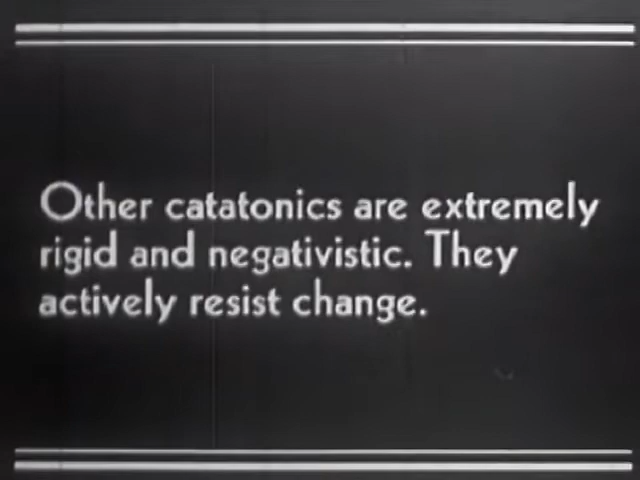 Other catatonics are extremely
rigid and negativistic. They
actively resist change.